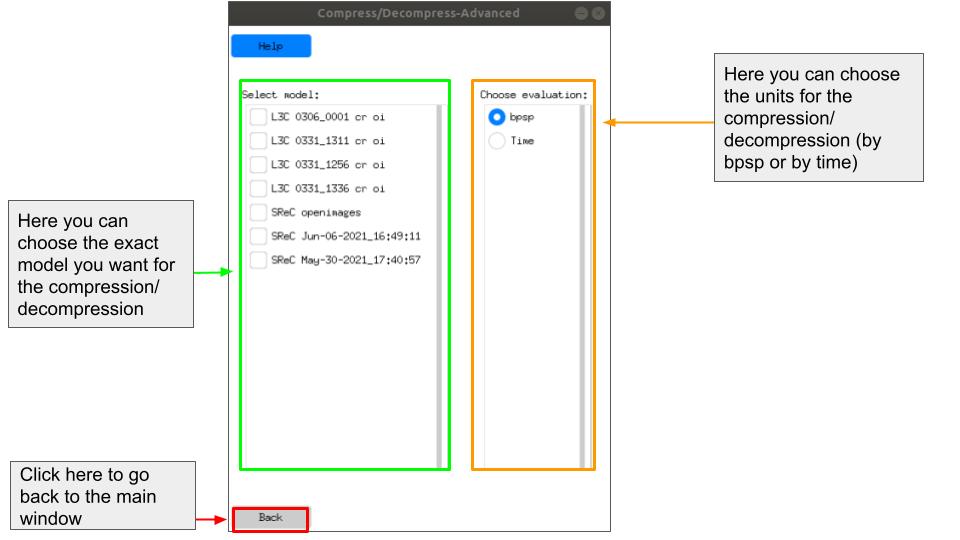 Compress/Decompress-Advanced
Help
Select model:
L3C 0306_0001 cr oi
L3C 0331_1311 cr oi
L3C 0331_1256 cr oi
L3C 0331_1336 cr oi
SReC openimages
SReC Jun-06-2021_16:49:11
SReC May-30-2021_17:40:57
Choose evaluation:
bpsp
Time
Here you can choose
the units for the
compression/
decompression (by
bpsp or by time)
Here you can
choose the exact
model you want for
the compression/
decompression
Click here to go
back to the main
window
Back